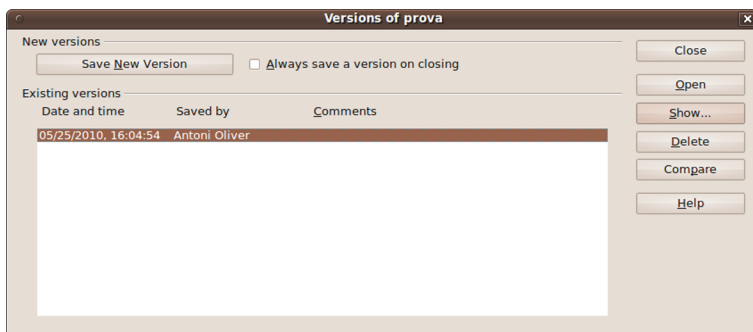 Versions of prova
New versions
Save New Version
Always save a version on closing
Existing versions
Date and time Saved by Comments
05/25/2010, 16:04:54 Antoni Oliver
Close
Open
Show...
Delete
Compare
Help